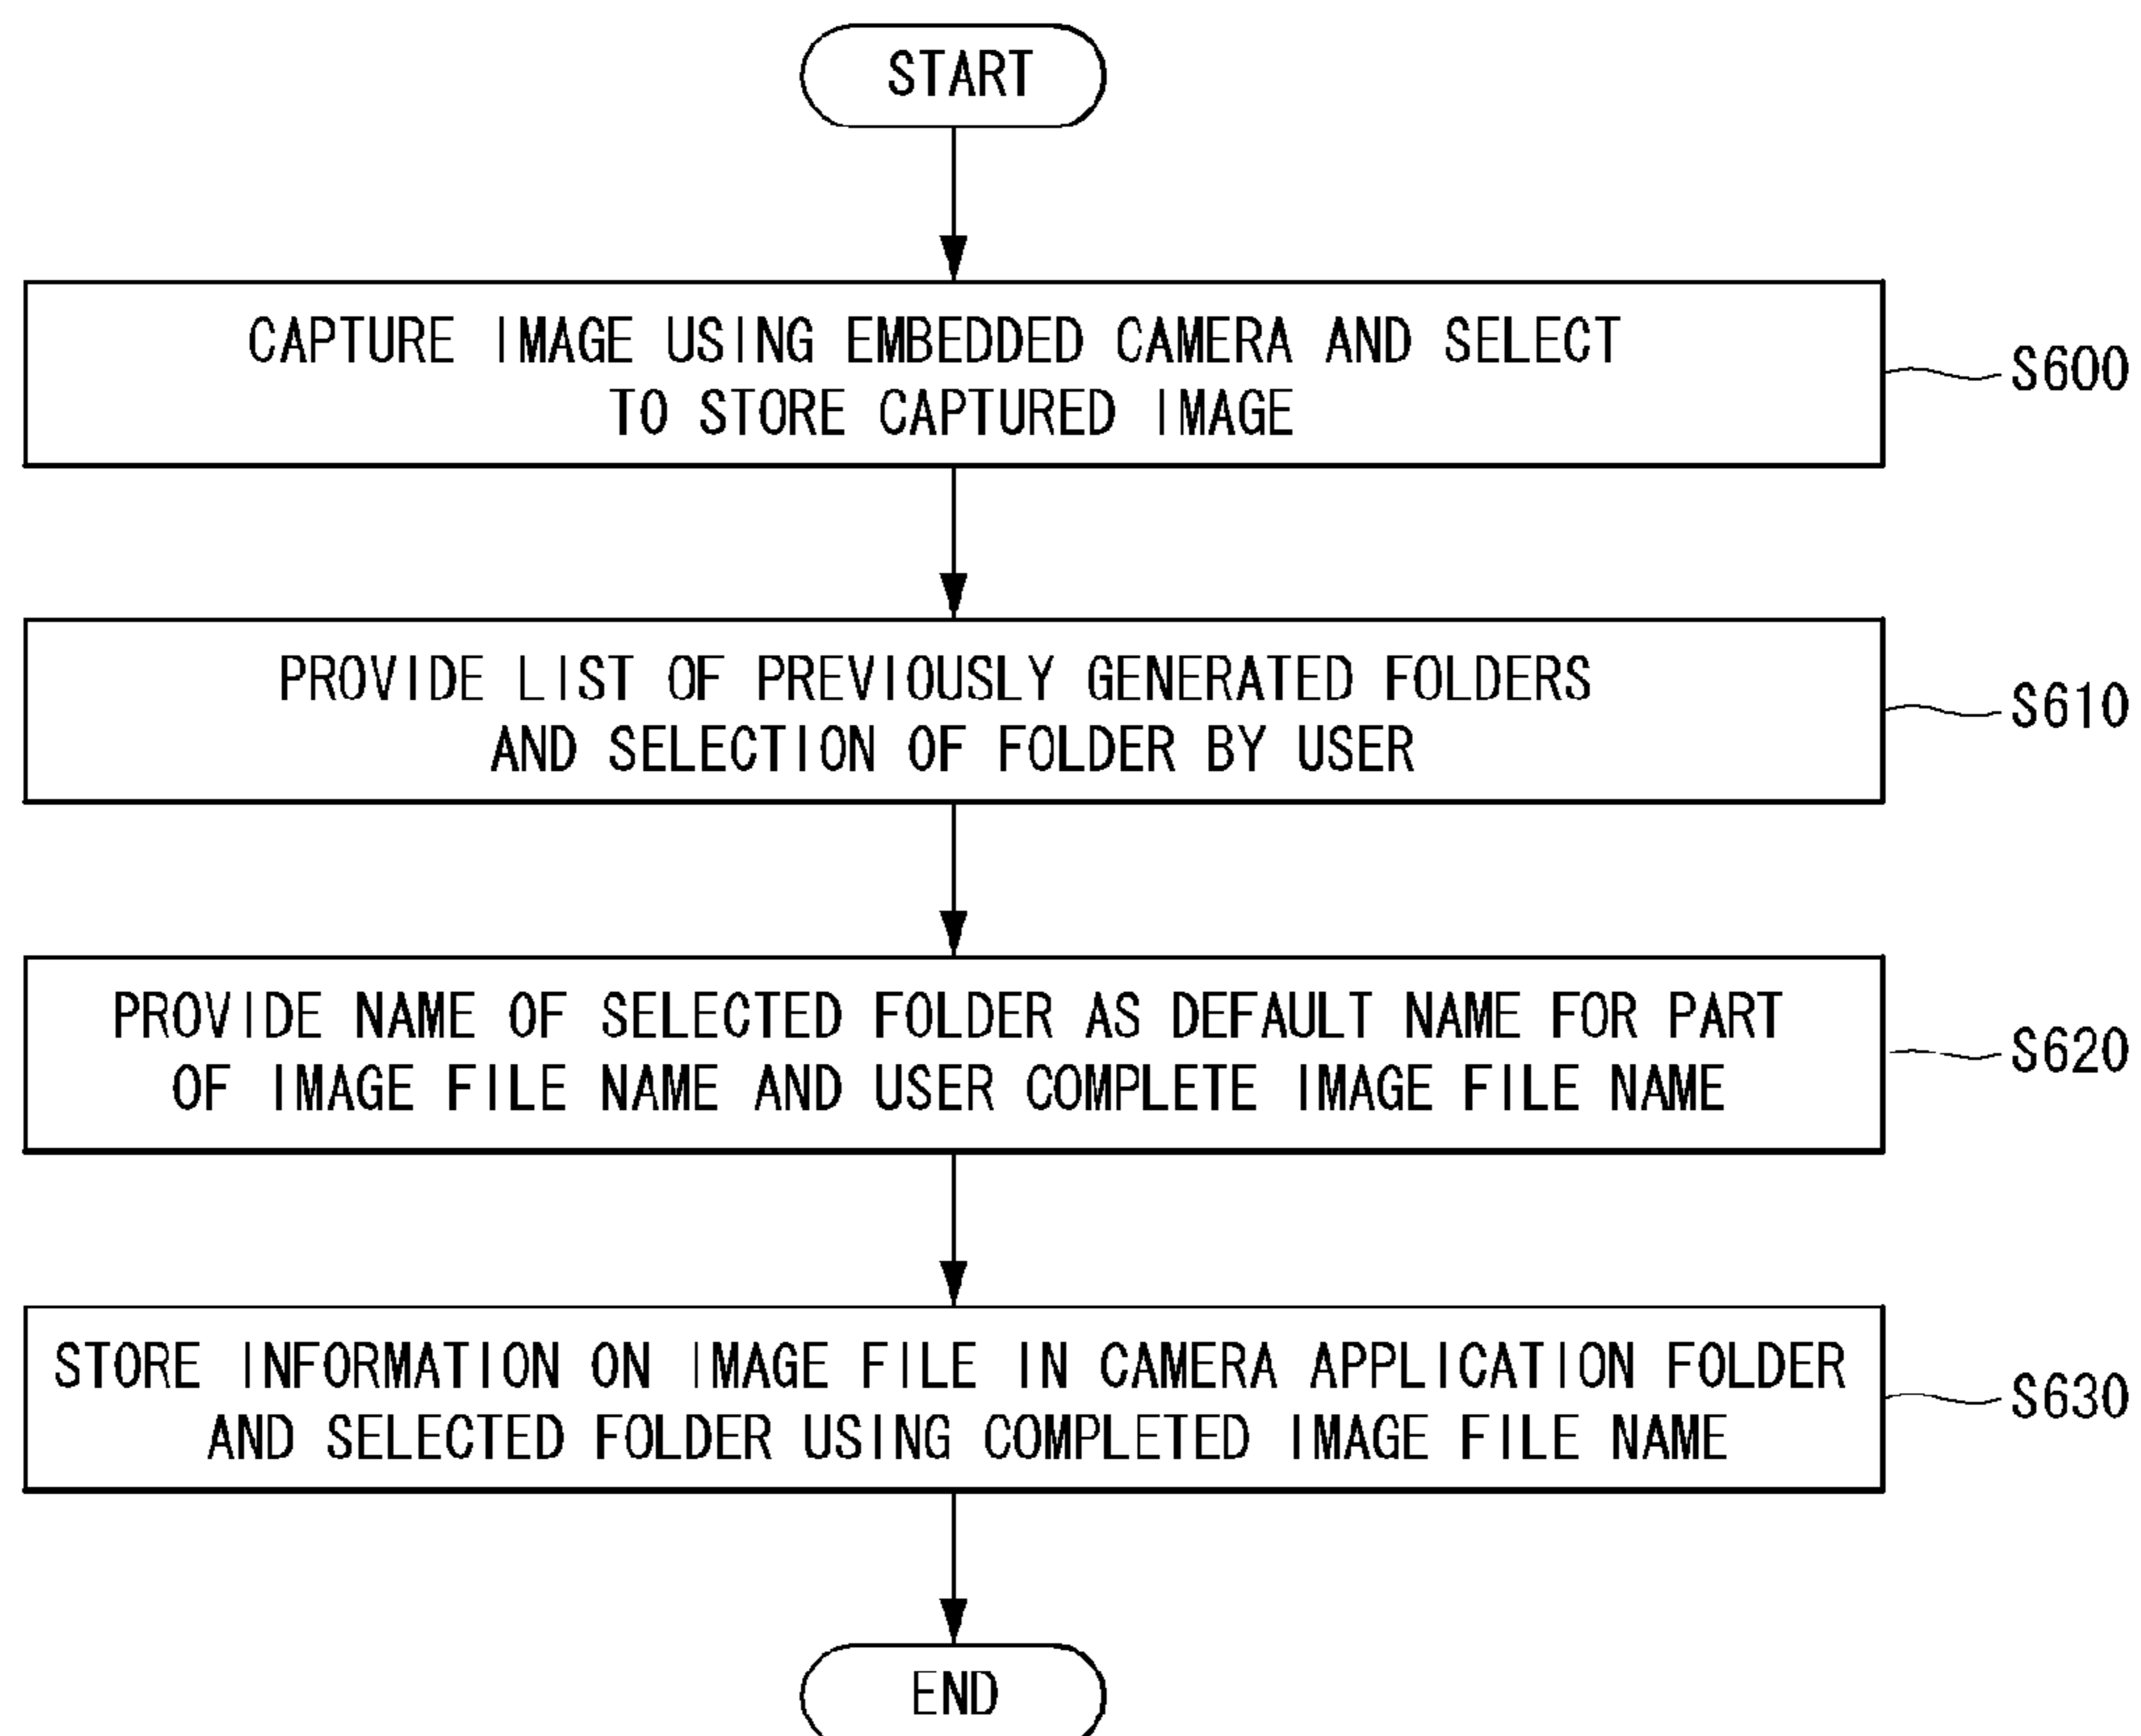 START
CAPTURE IMAGE USING EMBEDDED CAMERA AND SELECT
TO STORE CAPTURED IMAGE
S600
PROVIDE LIST OF PREVIOUSLY GENERATED FOLDERS
AND SELECTION OF FOLDER BY USER
S610
PROVIDE NAME OF SELECTED FOLDER AS DEFAULT NAME FOR PART
OF IMAGE FILE NAME AND USER COMPLETE IMAGE FILE NAME
S620
STORE INFORMATION ON IMAGE FILE IN CAMERA APPLICATION FOLDER
AND SELECTED FOLDER USING COMPLETED IMAGE FILE NAME
S630
END